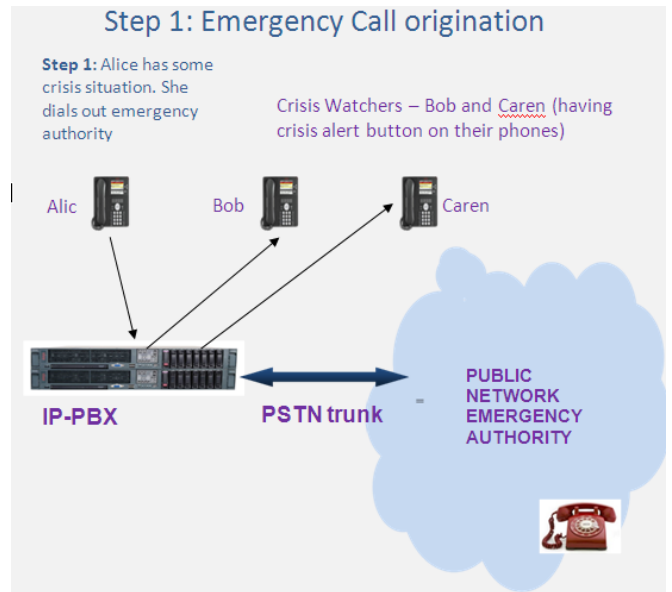 Step 1: Emergency Call origination
Step 1: Alice has some
crisis situation. She
dials out emergency
authority
Crisis Watchers – Bob and Caren (having
crisis alert button on their phones)
Alic
Bob
Caren
IP-PBX
PSTN trunk
PUBLIC
NETWORK
EMERGENCY
AUTHORITY